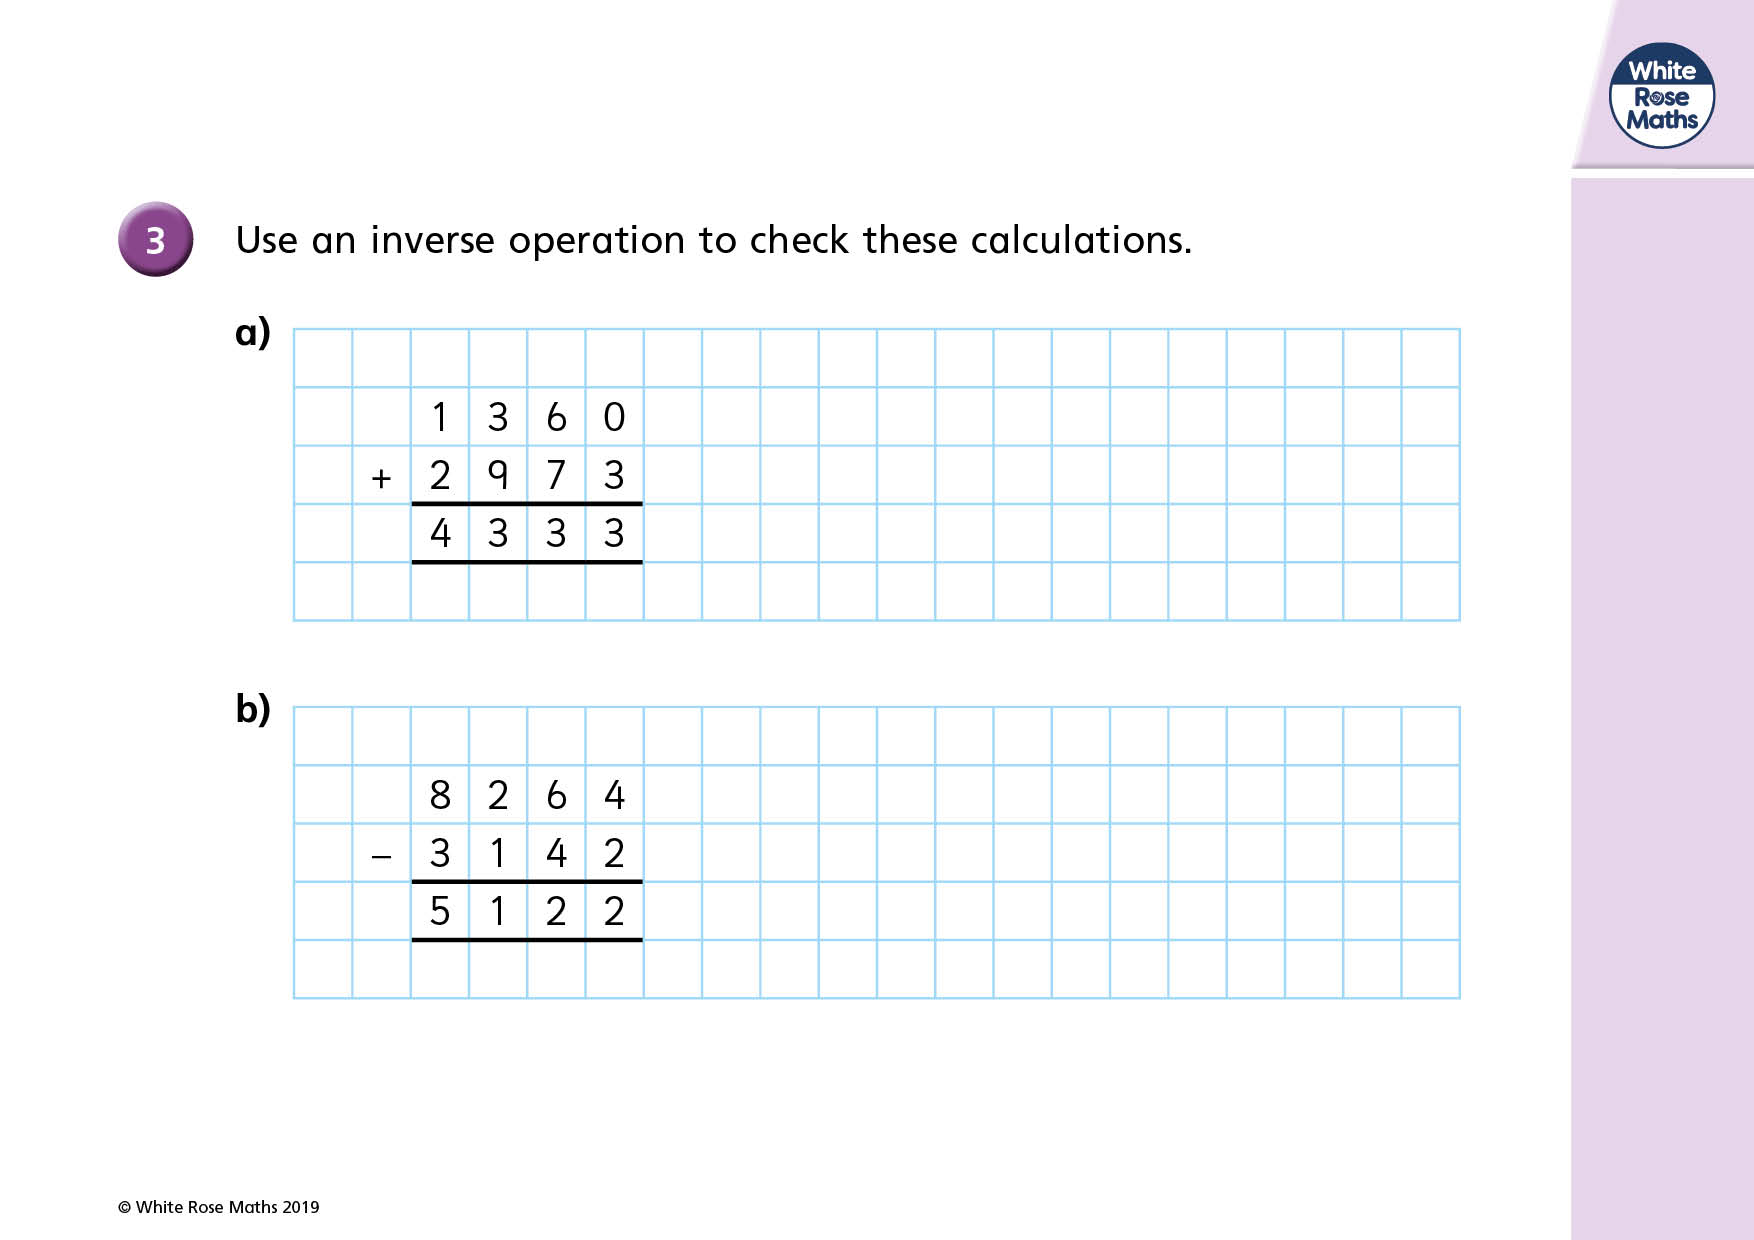 White
Rose
Maths
3 Use an inverse operation to check these calculations.
a)
1 3 6 0
+ 2 9 7 3
4 3 3 3
b)
8 2 6 4
– 3 1 4 2
5 1 2 2
© White Rose Maths 2019